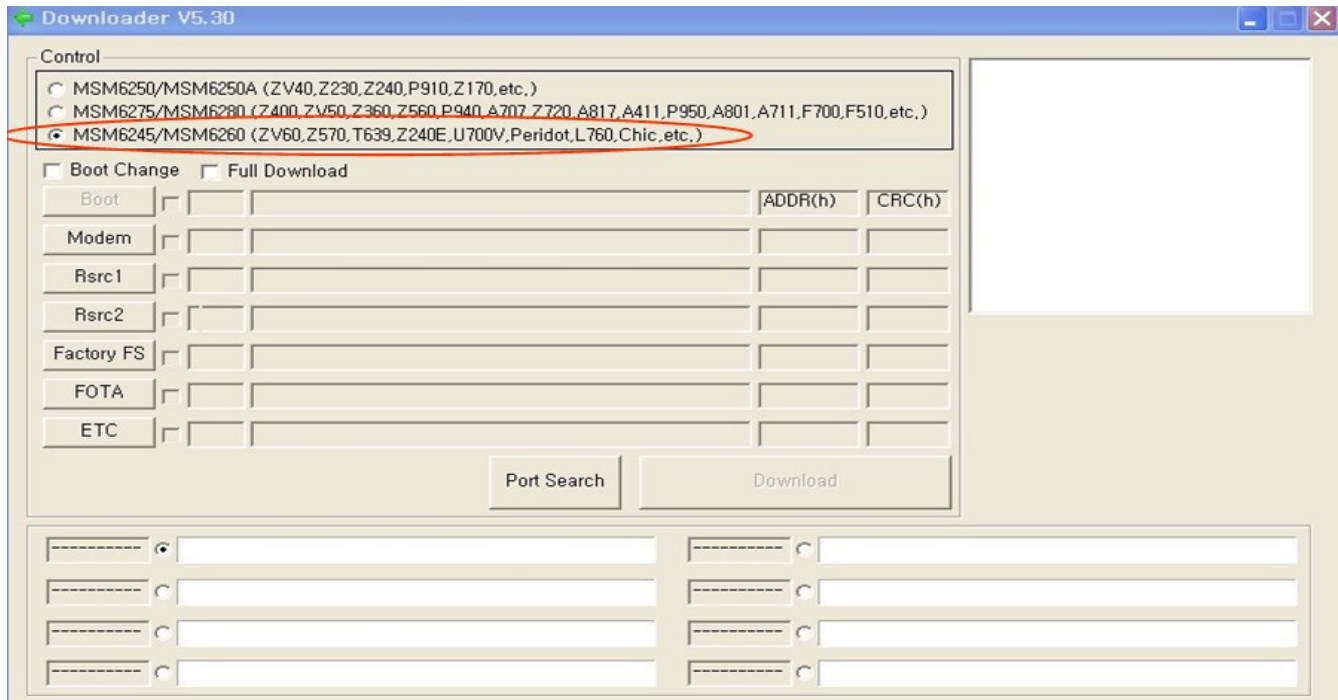 Downloader V5.30
Control
MSM6250/MSM6250A (ZV40,Z230,Z240,P910,Z170,etc.)
MSM6275/MSM6280 (Z400,ZV50,Z360,Z560,P940,A707,Z720,A817,A411,P950,A801,A711,F700,F510,etc.)
MSM6245/MSM6260 (ZV60,Z570,T639,Z240E,U700V,Peridot,L760,Chic,etc.)
Boot Change Full Download
Boot ADDR(h) CRC(h)
Modem
Rsrc1
Rsrc2
Factory FS
FOTA
ETC
Port Search Download
---------- ----------
---------- ----------
---------- ----------
---------- ----------